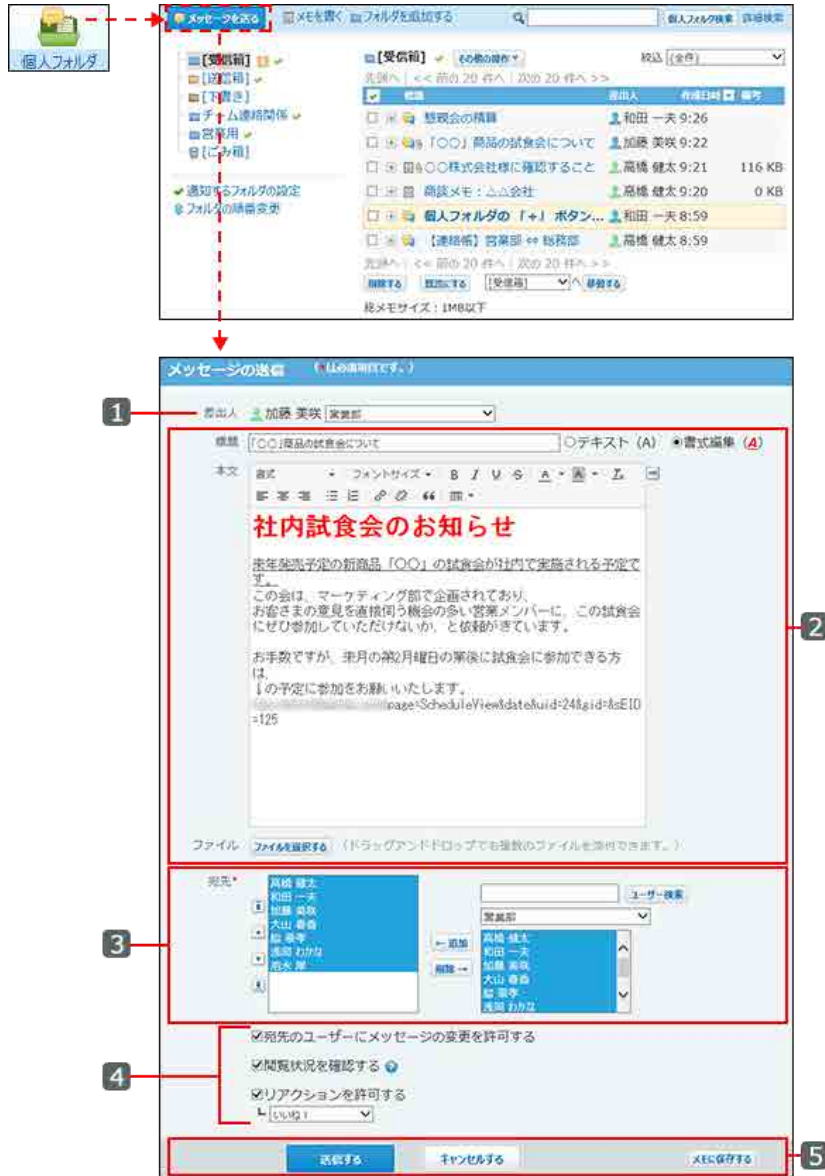 個人フォルダ
メッセージを送る メモを書く フォルダを追加する 個人フォルダ検索 詳細検索
[受信箱]
[送信箱]
[下書き]
チーム連絡関係
営業用
[ごみ箱]
通知するフォルダの設定
フォルダの順番変更
[受信箱] その他の操作 絞込 (全件)
先頭へ | << 前の 20 件へ | 次の 20 件へ >>
標題 差出人 作成日時 備考
懇親会の積算 和田 一夫 9:26
「○○」商品の試食会について 加藤 美咲 9:22
○○株式会社様に確認すること 高橋 健太 9:21 116 KB
商談メモ：△△会社 高橋 健太 9:20 0 KB
個人フォルダの「+」ボタン... 和田 一夫 8:59
【連絡帳】営業部 ⇔ 総務部 高橋 健太 8:59
先頭へ | << 前の 20 件へ | 次の 20 件へ >>
削除する 既読にする [受信箱] へ 移動する
総メモサイズ：1MB以下
メッセージの送信 (*は必須項目です。)
1
差出人 加藤 美咲 営業部
標題 「○○」商品の試食会について テキスト (A) 書式編集 (A)
本文 書式 フォントサイズ B I U S A A
社内試食会のお知らせ
来年発売予定の新商品「○○」の試食会が社内で実施される予定で
す。
この会は、マーケティング部で企画されており、
お客さまの意見を直接伺う機会の多い営業メンバーに、この試食会
にぜひ参加していただけないか、と依頼がきています。
2
お手数ですが、来月の第2月曜日の業後に試食会に参加できる方
は、
↓の予定に参加をお願いいたします。
page=ScheduleView&date&uid=24&gid=&sEID
=125
ファイル ファイルを選択する (ドラッグアンドドロップでも複数のファイルを添付できます。)
3
宛先*
高橋 健太
和田 一夫
加藤 美咲
大山 春香
浅岡 わかな
ユーザー検索
営業部
← 追加
削除 →
高橋 健太
和田 一夫
加藤 美咲
大山 春香
浅岡 わかな
4
宛先のユーザーにメッセージの変更を許可する
閲覧状況を確認する
リアクションを許可する
いいね！
送信する キャンセルする メモに保存する
5